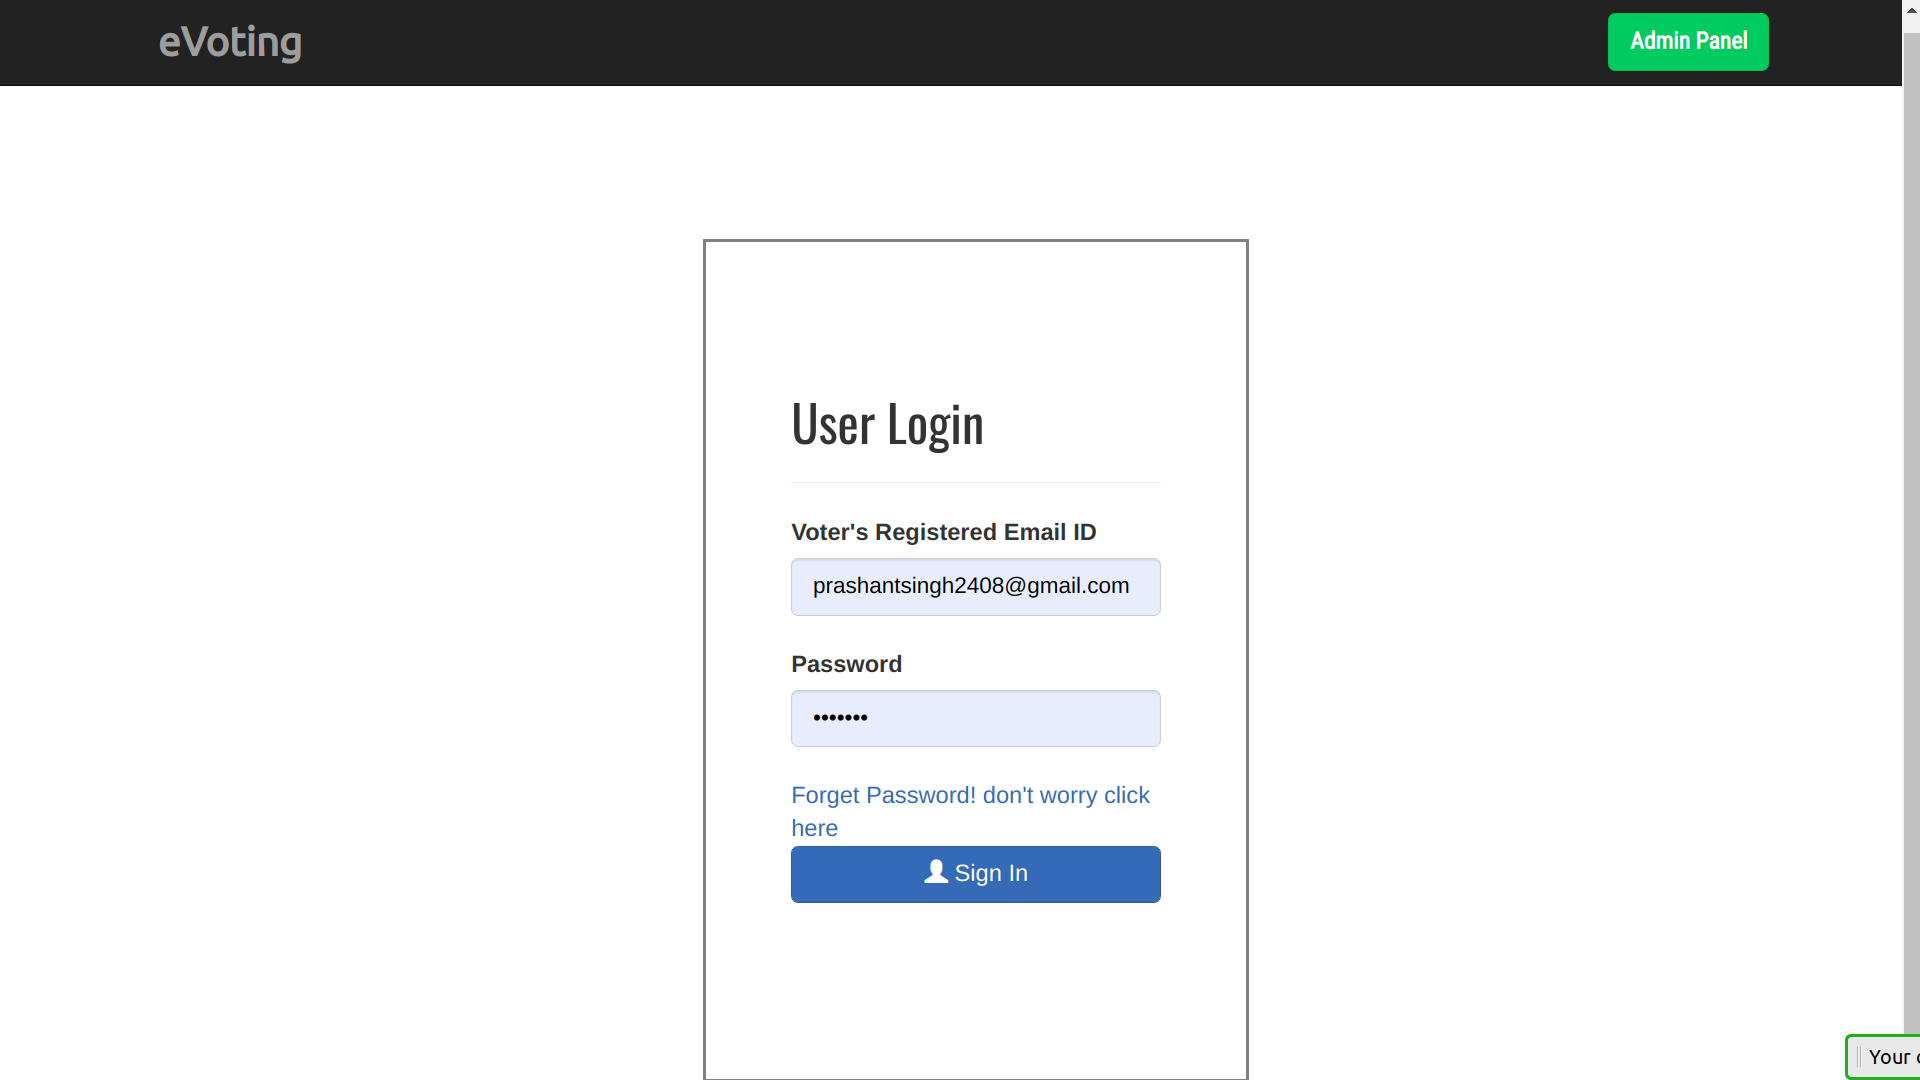 eVoting
Admin Panel
User Login
Voter's Registered Email ID
prashantsingh2408@gmail.com
Password
•••••••
Forget Password! don't worry click
here
Sign In
Your